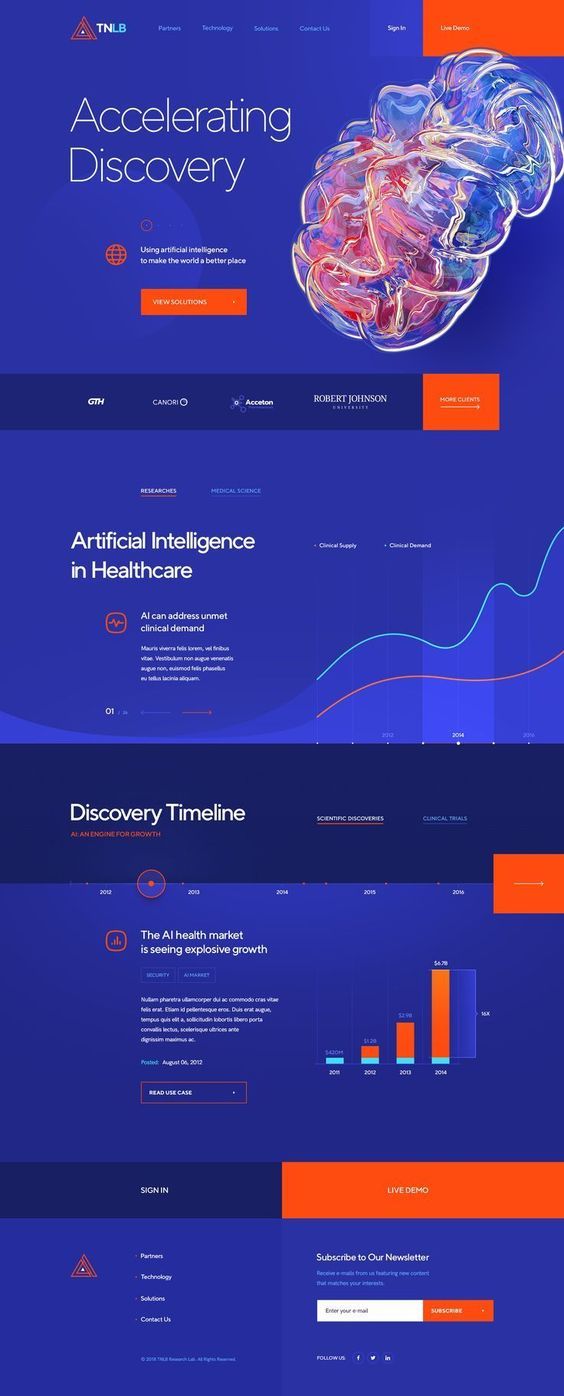 TNLB
Partners
Technology
Solutions
Contact Us
Sign In
Live Demo
Accelerating
Discovery
Using artificial intelligence
to make the world a better place
VIEW SOLUTIONS
GTH
CANORI
Acceton
ROBERT JOHNSON
UNIVERSITY
MORE CLIENTS
RESEARCHES
MEDICAL SCIENCE
Artificial Intelligence
in Healthcare
Clinical Supply
Clinical Demand
AI can address unmet
clinical demand
Mauris viverra felis lorem, vel finibus
vitae. Vestibulum non augue venenatis
augue non, euismod felis phasellus
eu tellus lacinia aliquam.
01
2012
2014
2016
Discovery Timeline
AI: AN ENGINE FOR GROWTH
SCIENTIFIC DISCOVERIES
CLINICAL TRIALS
2012
2013
2014
2015
2016
The AI health market
is seeing explosive growth
SECURITY
AI MARKET
Nullam pharetra ullamcorper dui ac commodo cras vitae
felis erat. Etiam id pellentesque eros. Duis erat augue,
tempus quis elit a, sollicitudin lobortis libero porta
convallis lectus, scelerisque ultrices ante
dignissim maximus ac.
Posted: August 06, 2012
READ USE CASE
$420M
$1.2B
$2.9B
$6.7B
16X
2011
2012
2013
2014
SIGN IN
LIVE DEMO
Partners
Technology
Solutions
Contact Us
© 2018 TNLB Research Lab. All Rights Reserved.
Subscribe to Our Newsletter
Receive e-mails from us featuring new content
that matches your interests.
Enter your e-mail
SUBSCRIBE
FOLLOW US: